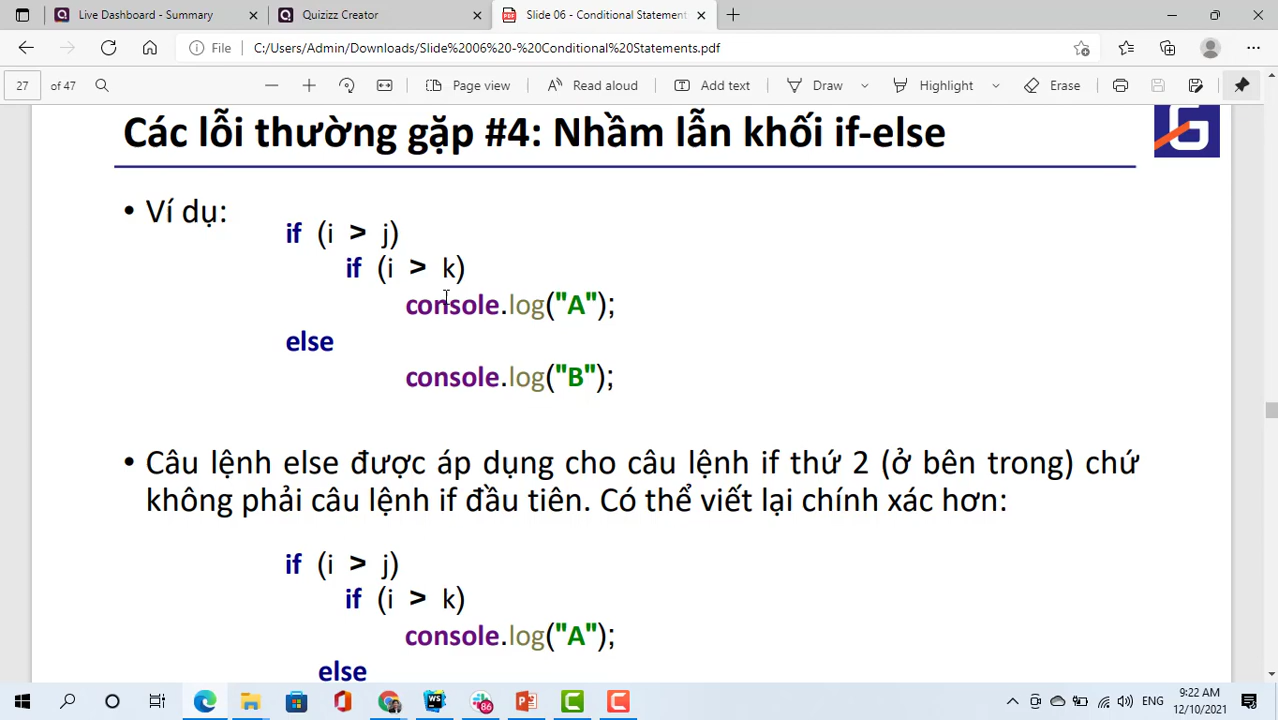 Live Dashboard - Summary
Quizizz Creator
Slide 06 - Conditional Statement
File
C:/Users/Admin/Downloads/Slide%2006%20-%20Conditional%20Statements.pdf
27 of 47
Page view
Read aloud
Add text
Draw
Highlight
Erase
Các lỗi thường gặp #4: Nhầm lẫn khối if-else
• Ví dụ:
if (i > j)
if (i > k)
console.log("A");
else
console.log("B");
• Câu lệnh else được áp dụng cho câu lệnh if thứ 2 (ở bên trong) chứ
không phải câu lệnh if đầu tiên. Có thể viết lại chính xác hơn:
if (i > j)
if (i > k)
console.log("A");
else
86
ENG
9:22 AM
12/10/2021